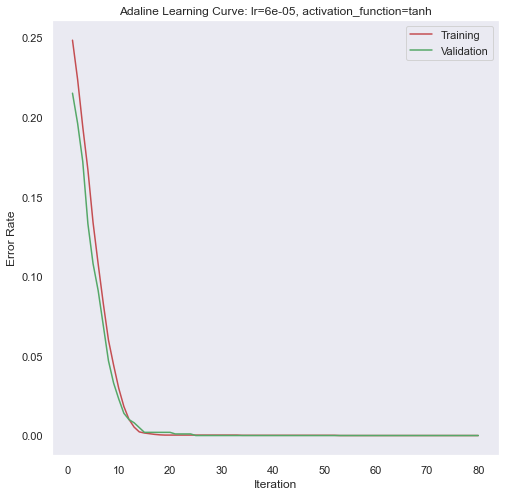 Adaline Learning Curve: lr=6e-05, activation_function=tanh
Training
Validation
Error Rate
0.25
0.20
0.15
0.10
0.05
0.00
0 10 20 30 40 50 60 70 80
Iteration